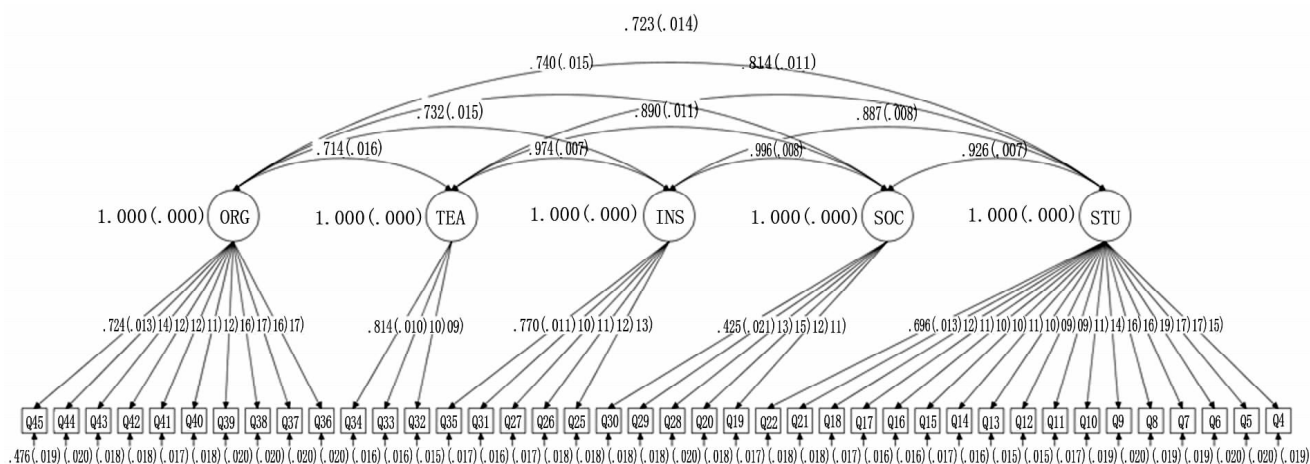 .723(.014)
.740(.015) .814(.011)
.732(.015) .890(.011) .887(.008)
.714(.016) .974(.007) .996(.008) .926(.007)
1.000(.000) ORG 1.000(.000) TEA 1.000(.000) INS 1.000(.000) SOC 1.000(.000) STU
.724(.013)14)12)12)11)12)16)17)16)17) .814(.010)10)09) .770(.011)10)11)12)13) .425(.021)13)15)12)11) .696(.013)12)11)10)10)11)10)09)09)11)14)16)16)19)17)17)15)
Q45 Q44 Q43 Q42 Q41 Q40 Q39 Q38 Q37 Q36 Q34 Q33 Q32 Q35 Q31 Q27 Q26 Q25 Q30 Q29 Q28 Q20 Q19 Q22 Q21 Q18 Q17 Q16 Q15 Q14 Q13 Q12 Q11 Q10 Q9 Q8 Q7 Q6 Q5 Q4
.476(.019)(.020)(.018)(.018)(.017)(.018)(.020)(.020)(.020)(.020)(.016)(.016)(.015)(.017)(.016)(.017)(.018)(.018)(.018)(.020)(.018)(.017)(.018)(.018)(.017)(.016)(.016)(.017)(.016)(.015)(.015)(.017)(.019)(.020)(.019)(.019)(.020)(.020)(.019)